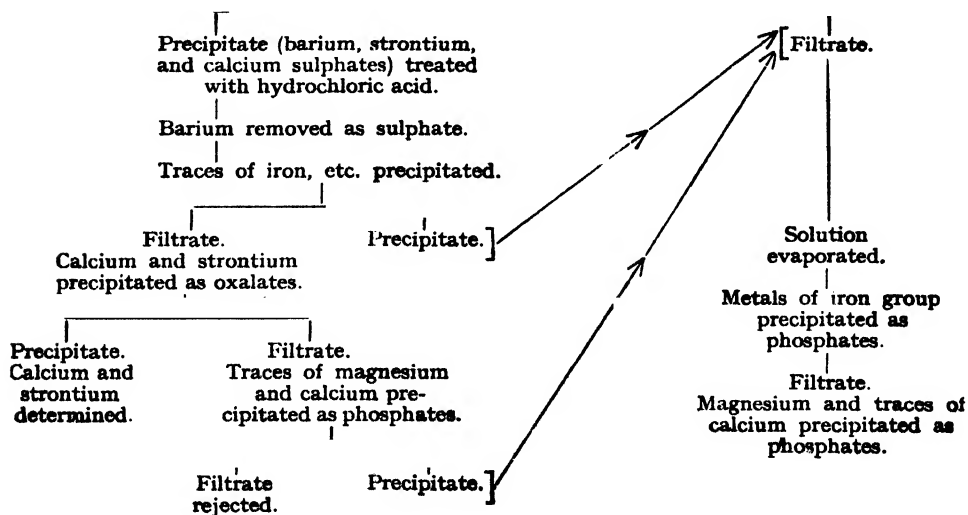 Precipitate (barium, strontium,
and calcium sulphates) treated
with hydrochloric acid.
Barium removed as sulphate.
Traces of iron, etc. precipitated.
Filtrate.
Calcium and strontium
precipitated as oxalates.
Precipitate.]
Precipitate.
Calcium and
strontium
determined.
Filtrate.
Traces of magnesium
and calcium pre-
cipitated as phosphates.
Filtrate
rejected.
Precipitate.]
[Filtrate.
Solution
evaporated.
Metals of iron group
precipitated as
phosphates.
Filtrate.
Magnesium and traces of
calcium precipitated as
phosphates.